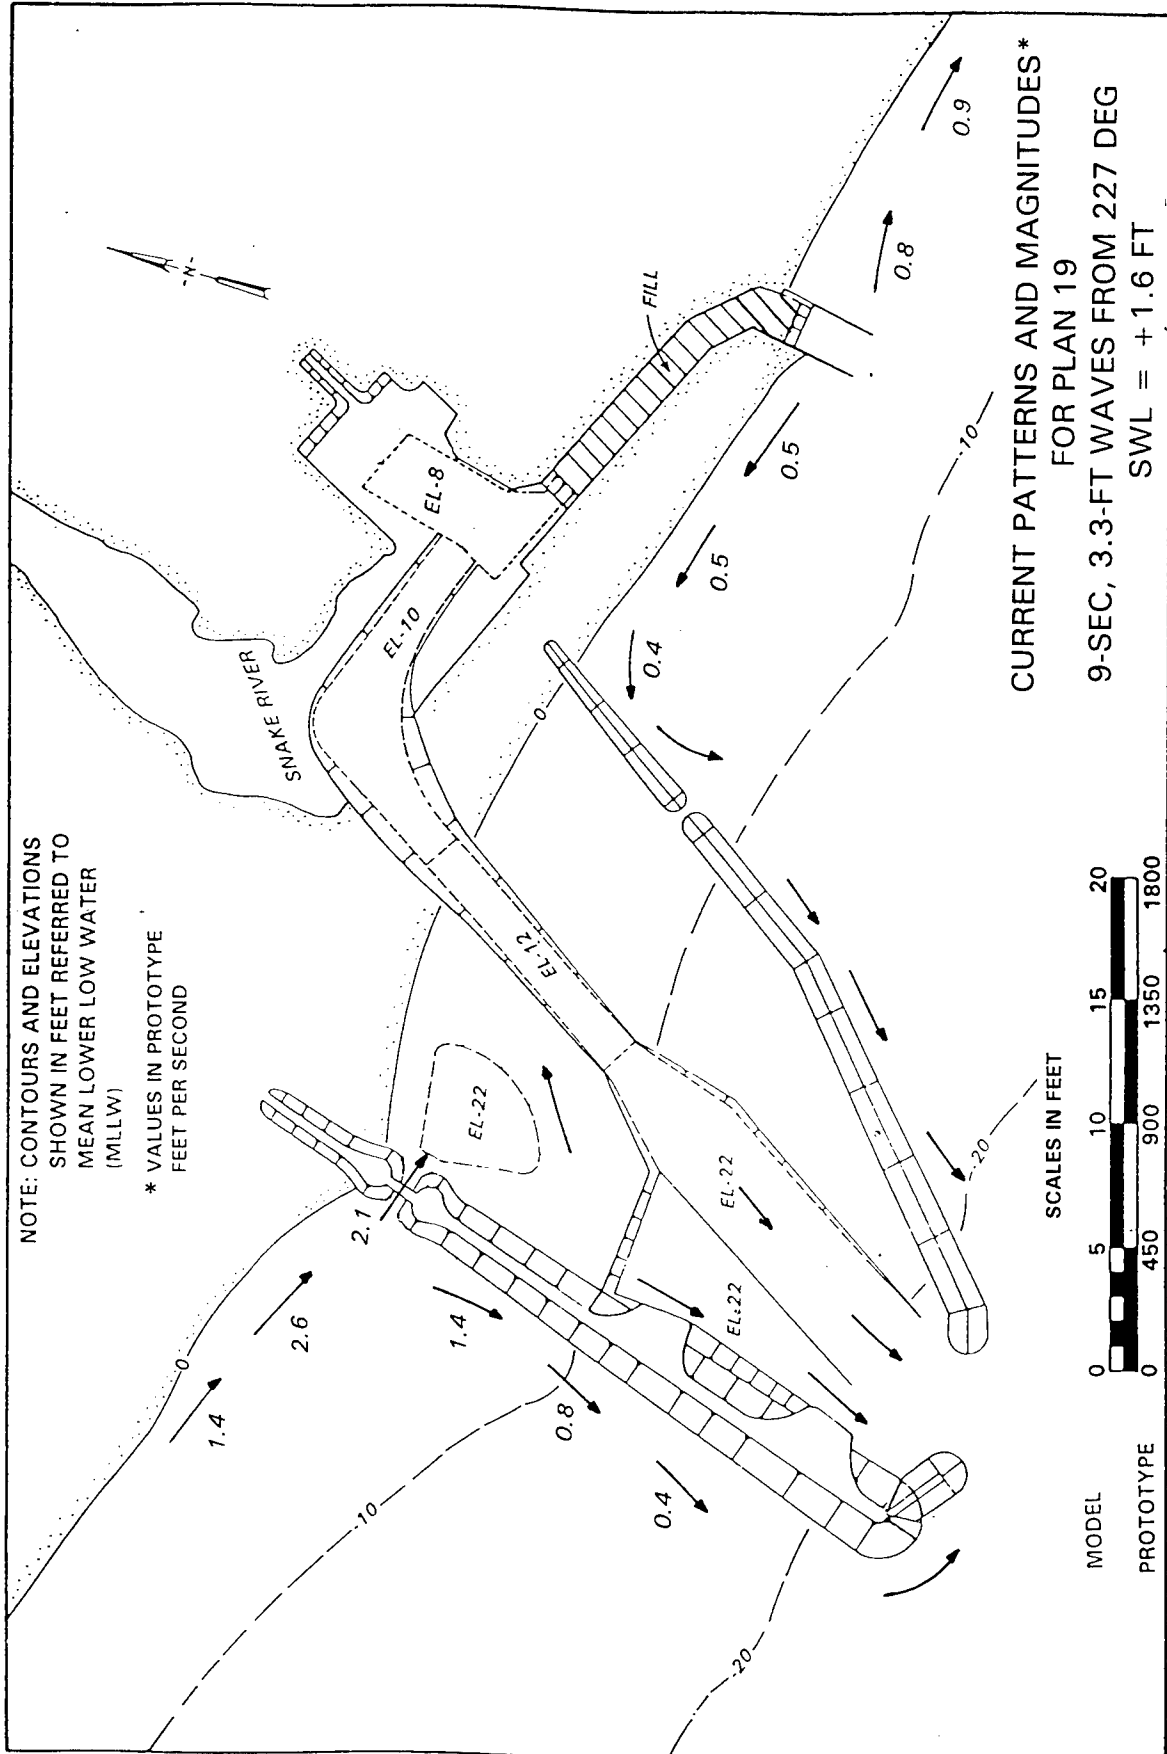 NOTE: CONTOURS AND ELEVATIONS
SHOWN IN FEET REFERRED TO
MEAN LOWER LOW WATER
(MLLW)
* VALUES IN PROTOTYPE
FEET PER SECOND
SNAKE RIVER
-N-
EL-8
EL-10
EL-12
EL-22
EL-22
EL-22
FILL
0
0
0
-10
-10
-20
-20
1.4
2.6
2.1
1.4
0.8
0.4
0.4
0.5
0.5
0.8
0.9
SCALES IN FEET
MODEL
0 5 10 15 20
PROTOTYPE
0 450 900 1350 1800
CURRENT PATTERNS AND MAGNITUDES*
FOR PLAN 19
9-SEC, 3.3-FT WAVES FROM 227 DEG
SWL = +1.6 FT